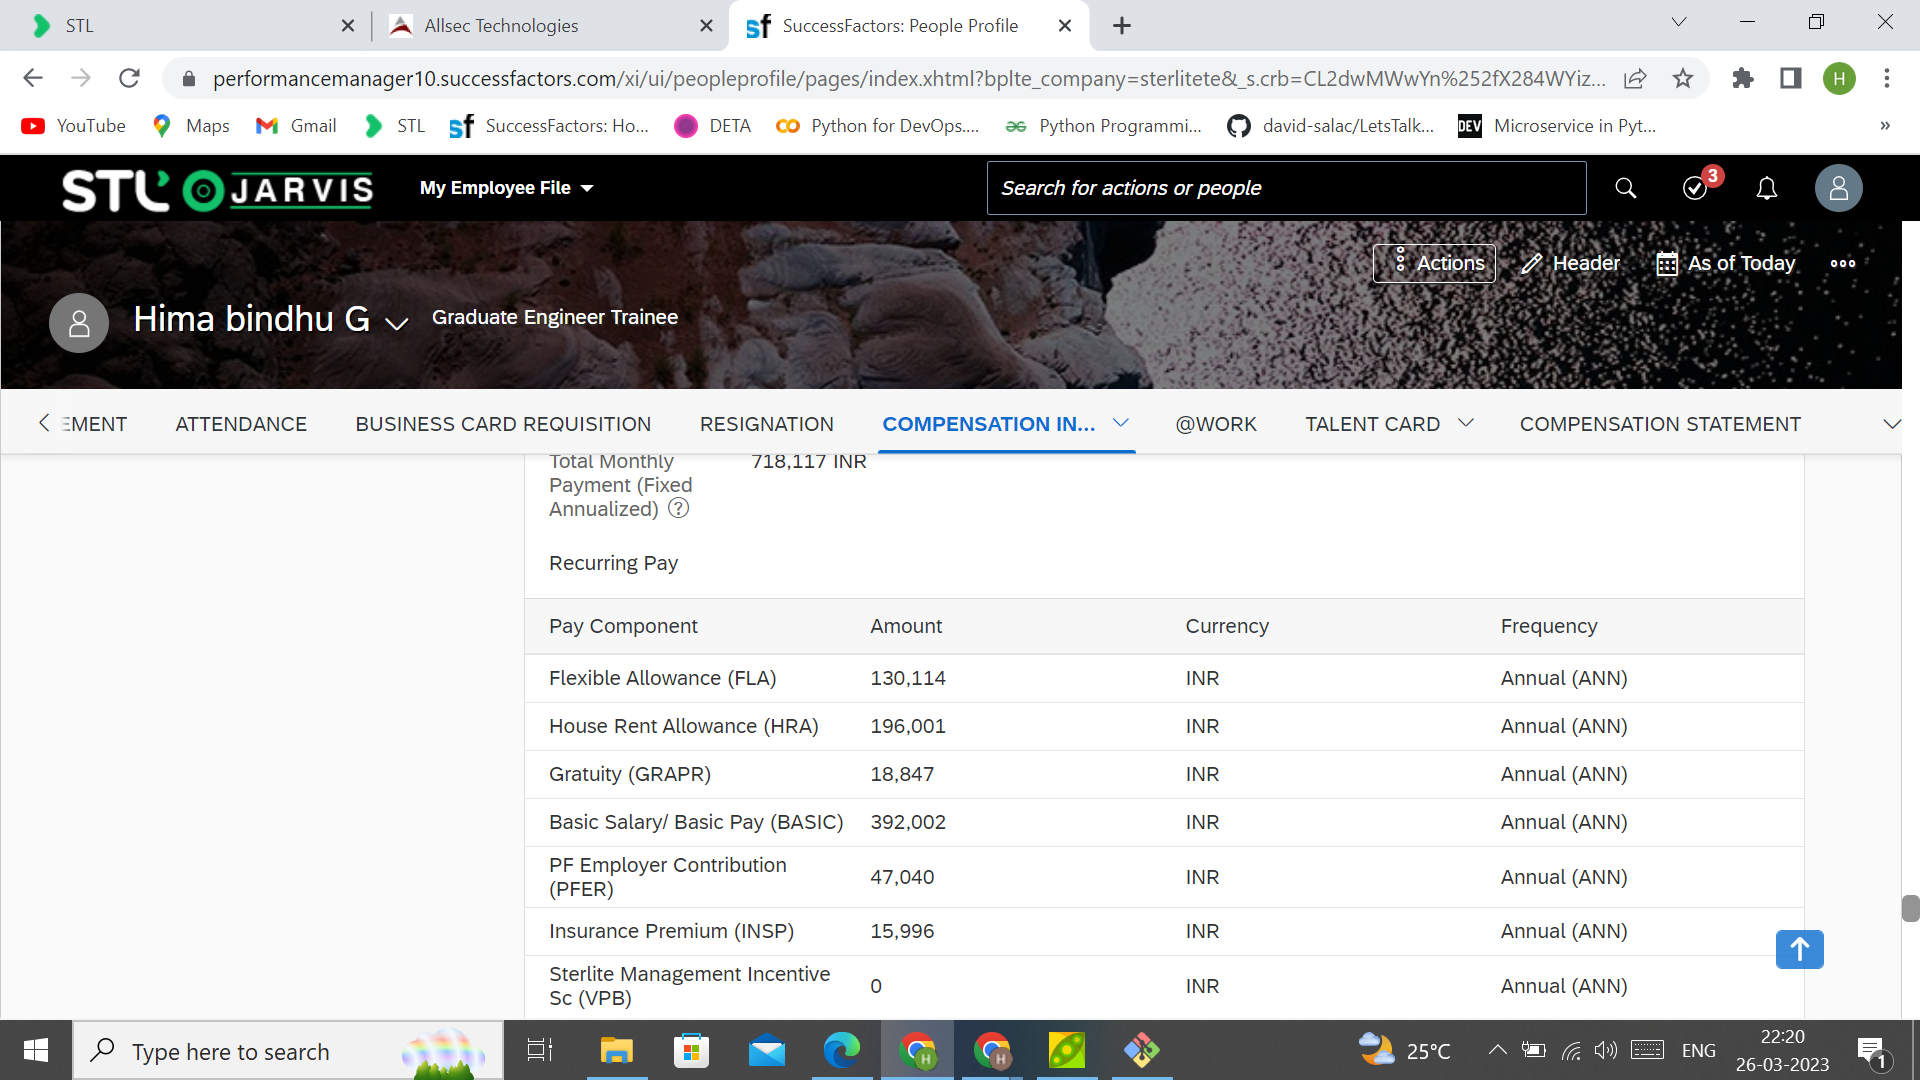 STL
Allsec Technologies
SuccessFactors: People Profile
performancemanager10.successfactors.com/xi/ui/peopleprofile/pages/index.xhtml?bplte_company=sterlitete&_s.crb=CL2dwMWwYn%252fX284WYiz...
H
YouTube
Maps
Gmail
STL
SuccessFactors: Ho...
DETA
Python for DevOps....
Python Programmi...
david-salac/LetsTalk...
DEV
Microservice in Pyt...
»
STL JARVIS
My Employee File
Search for actions or people
3
Actions
Header
As of Today
Hima bindhu G
Graduate Engineer Trainee
EMENT
ATTENDANCE
BUSINESS CARD REQUISITION
RESIGNATION
COMPENSATION IN...
@WORK
TALENT CARD
COMPENSATION STATEMENT
Total Monthly Payment (Fixed Annualized) 718,117 INR
Recurring Pay
Pay Component Amount Currency Frequency
Flexible Allowance (FLA) 130,114 INR Annual (ANN)
House Rent Allowance (HRA) 196,001 INR Annual (ANN)
Gratuity (GRAPR) 18,847 INR Annual (ANN)
Basic Salary/ Basic Pay (BASIC) 392,002 INR Annual (ANN)
PF Employer Contribution (PFER) 47,040 INR Annual (ANN)
Insurance Premium (INSP) 15,996 INR Annual (ANN)
Sterlite Management Incentive Sc (VPB) 0 INR Annual (ANN)
Type here to search
H
H
25°C
ENG
22:20
26-03-2023
1